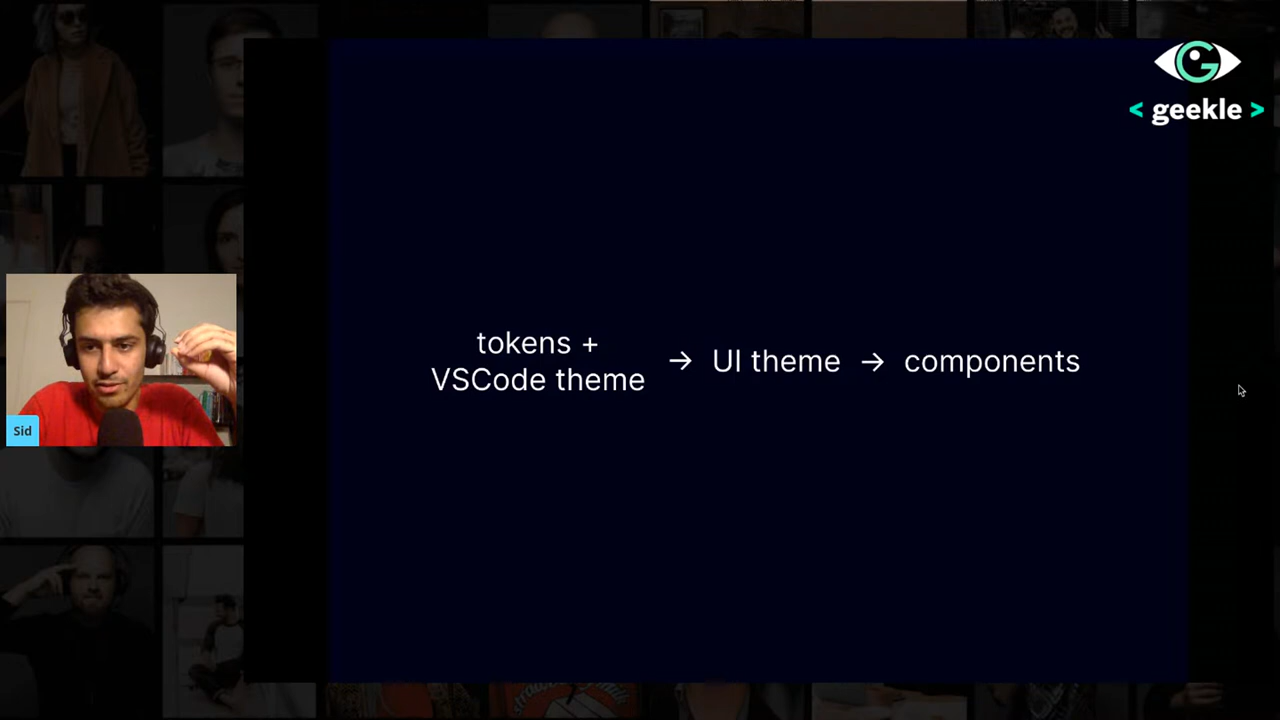 < geekle >
tokens +
VSCode theme
→ UI theme → components
Sid